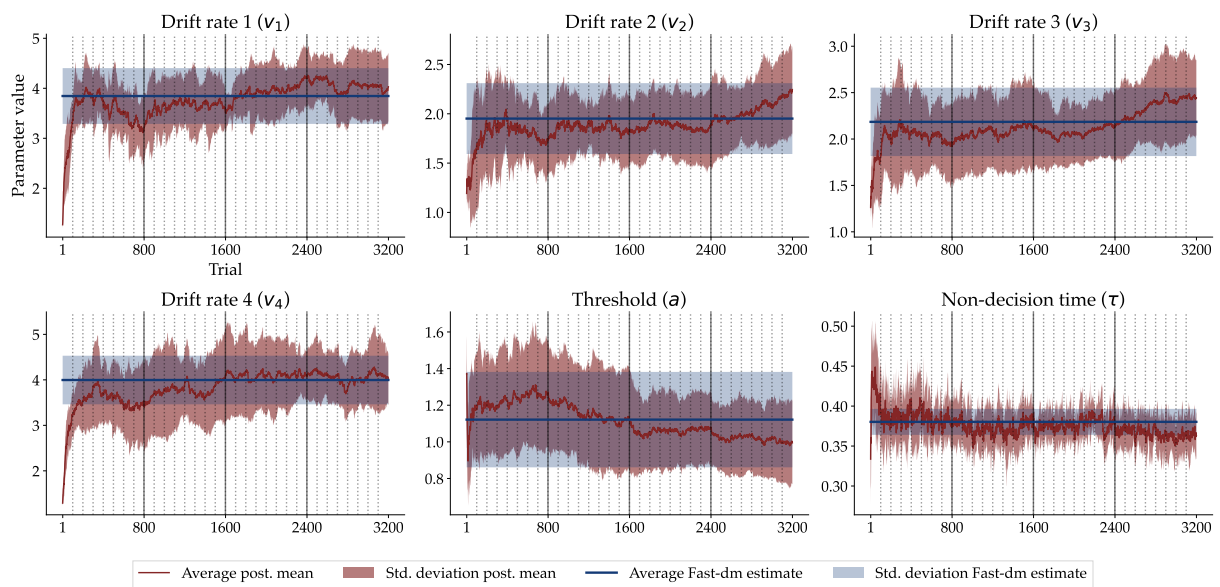 Drift rate 1 (v₁)
Drift rate 2 (v₂)
Drift rate 3 (v₃)
Parameter value
5
4
3
2
2.5
2.0
1.5
1.0
3.0
2.5
2.0
1.5
1.0
1 800 1600 2400 3200
1 800 1600 2400 3200
1 800 1600 2400 3200
Trial
Drift rate 4 (v₄)
Threshold (a)
Non-decision time (τ)
5
4
3
2
1.6
1.4
1.2
1.0
0.8
0.50
0.45
0.40
0.35
0.30
1 800 1600 2400 3200
1 800 1600 2400 3200
1 800 1600 2400 3200
Average post. mean Std. deviation post. mean Average Fast-dm estimate Std. deviation Fast-dm estimate